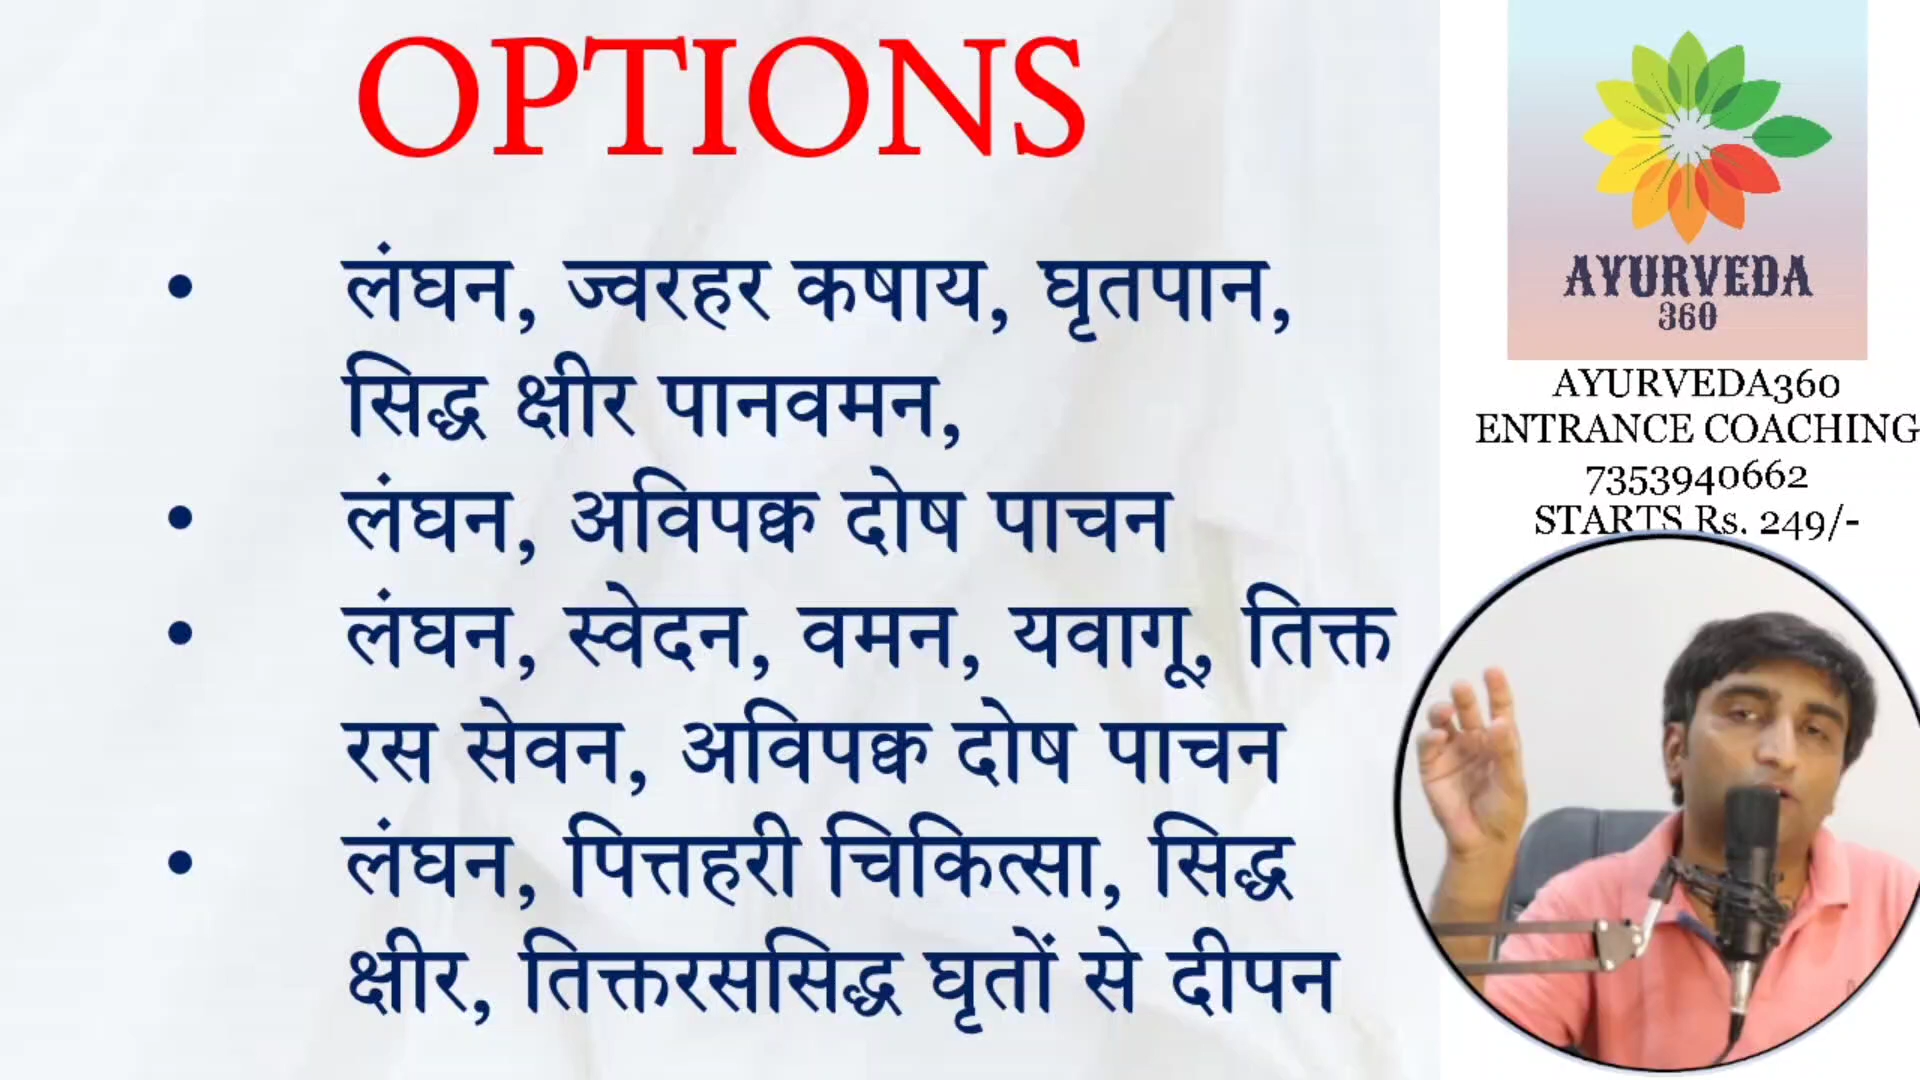 OPTIONS
• लंघन, ज्वरहर कषाय, घृतपान,
सिद्ध क्षीर पानवमन,
• लंघन, अविपक्व दोष पाचन
• लंघन, स्वेदन, वमन, यवागू, तिक्त
रस सेवन, अविपक्व दोष पाचन
• लंघन, पित्तहरी चिकित्सा, सिद्ध
क्षीर, तिक्तरससिद्ध घृतों से दीपन
AYURVEDA
360
AYURVEDA360
ENTRANCE COACHING
7353940662
STARTS Rs. 249/-